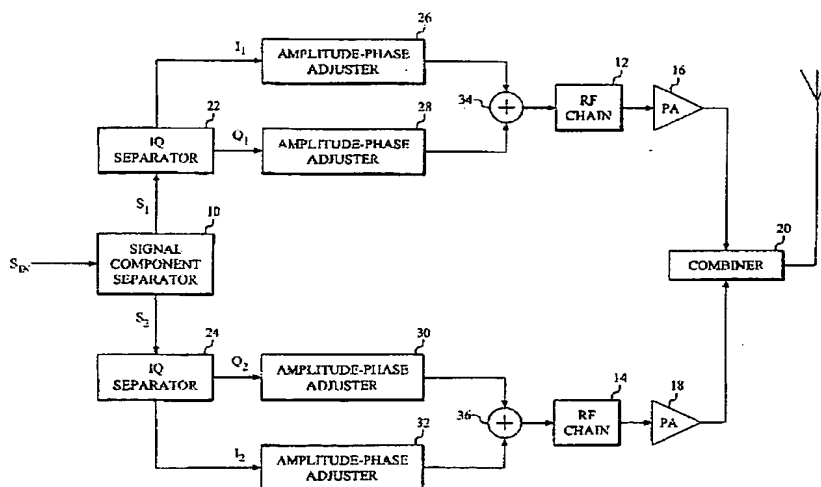 26
I₁
AMPLITUDE-PHASE
ADJUSTER
12
16
22
28
34
RF
CHAIN
PA
IQ
SEPARATOR
Q₁
AMPLITUDE-PHASE
ADJUSTER
S₁
10
20
SIGNAL
COMPONENT
SEPARATOR
S_IN
COMBINER
S₂
24
30
IQ
SEPARATOR
Q₂
AMPLITUDE-PHASE
ADJUSTER
14
18
36
RF
CHAIN
PA
32
I₂
AMPLITUDE-PHASE
ADJUSTER